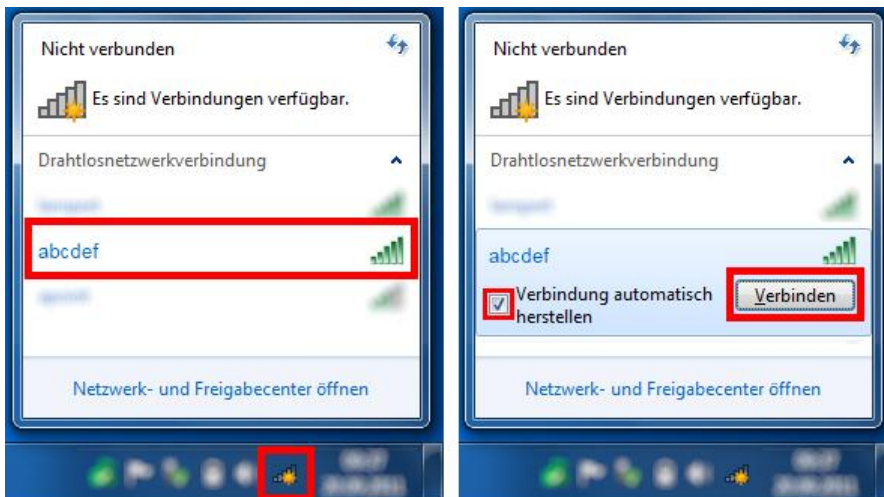 Nicht verbunden
Es sind Verbindungen verfügbar.
Drahtlosnetzwerkverbindung
abcdef
Netzwerk- und Freigabecenter öffnen
Nicht verbunden
Es sind Verbindungen verfügbar.
Drahtlosnetzwerkverbindung
abcdef
Verbindung automatisch
herstellen
Verbinden
Netzwerk- und Freigabecenter öffnen